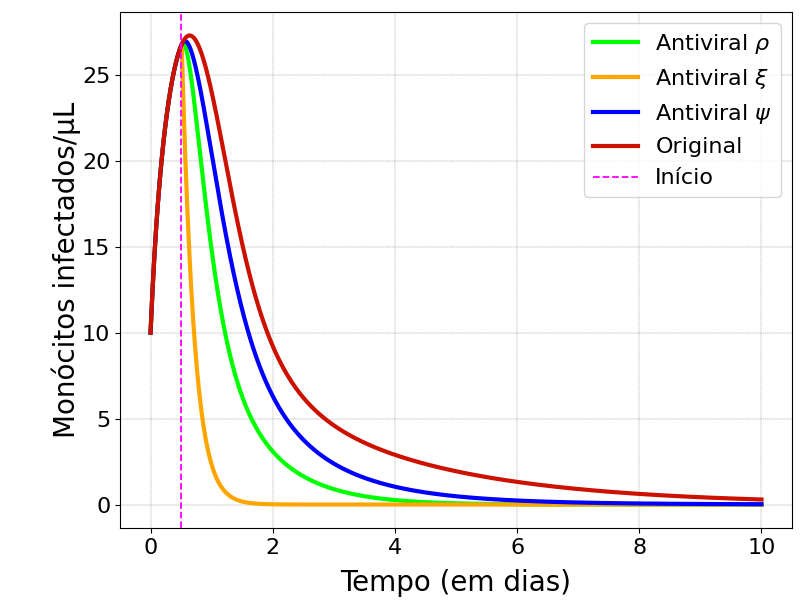 Monócitos infectados/μL
25
20
15
10
5
0
0 2 4 6 8 10
Tempo (em dias)
Antiviral ρ
Antiviral ξ
Antiviral ψ
Original
Início